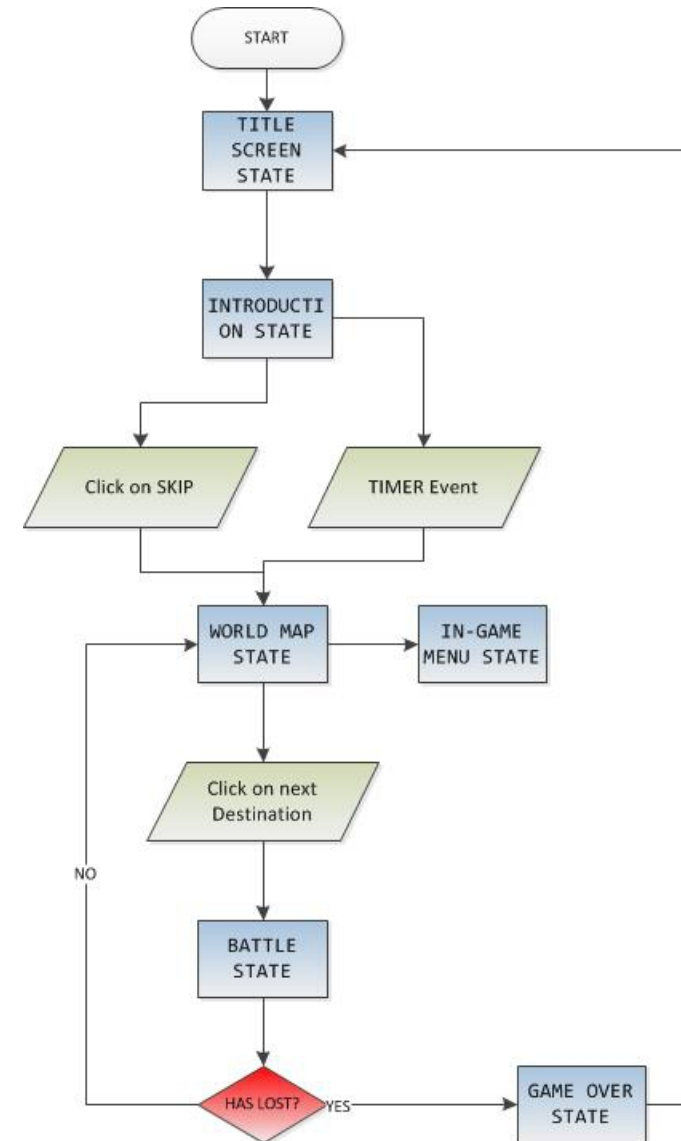 START
TITLE
SCREEN
STATE
INTRODUCTI
ON STATE
Click on SKIP
TIMER Event
WORLD MAP
STATE
IN-GAME
MENU STATE
Click on next
Destination
NO
BATTLE
STATE
HAS LOST?
YES
GAME OVER
STATE